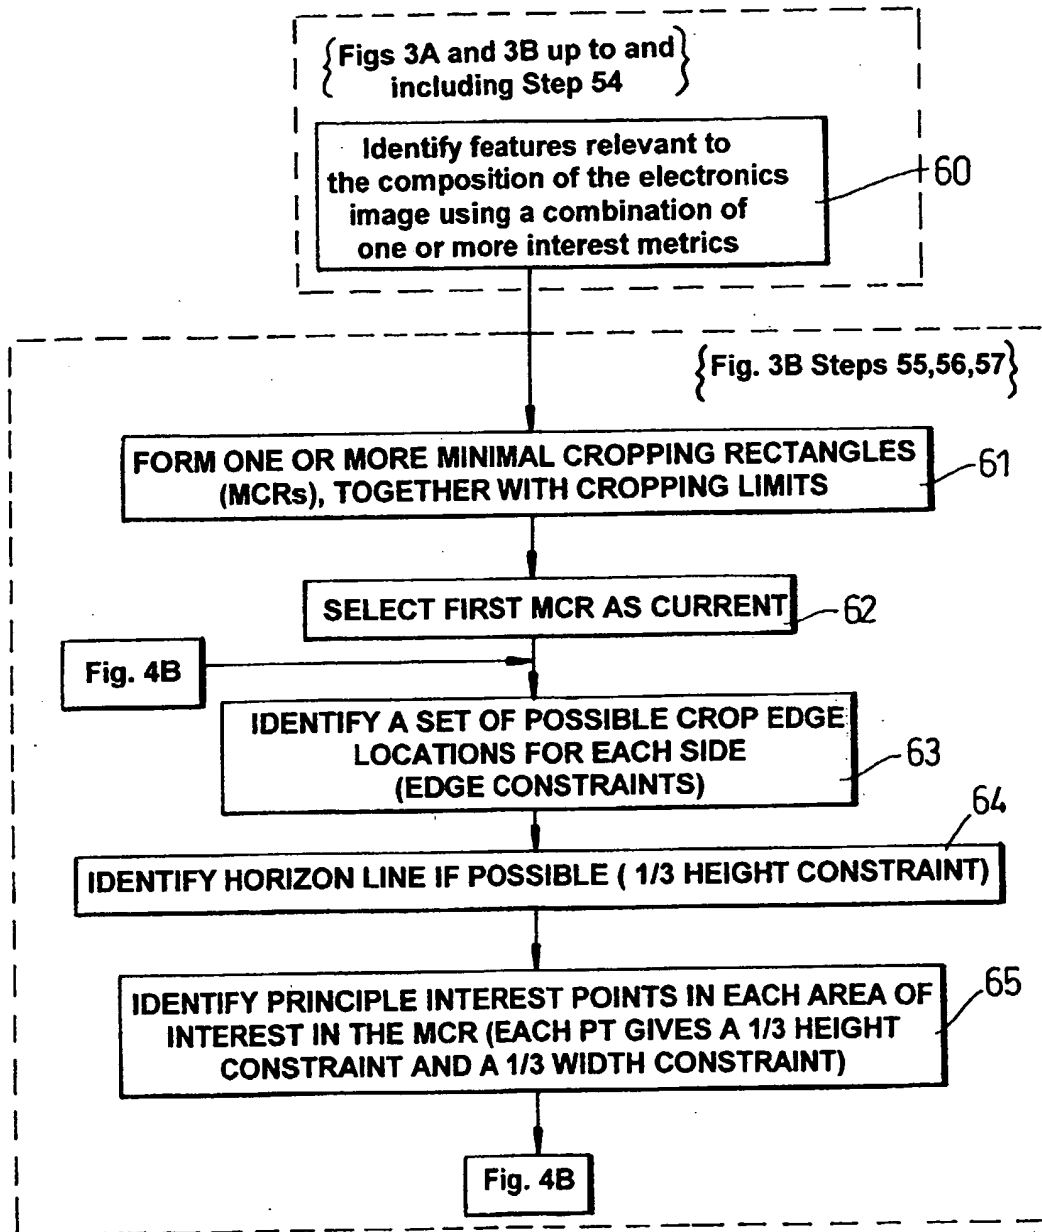 {Figs 3A and 3B up to and
including Step 54}
Identify features relevant to
the composition of the electronics
image using a combination of
one or more interest metrics
60
{Fig. 3B Steps 55,56,57}
FORM ONE OR MORE MINIMAL CROPPING RECTANGLES
(MCRs), TOGETHER WITH CROPPING LIMITS
61
SELECT FIRST MCR AS CURRENT
62
Fig. 4B
IDENTIFY A SET OF POSSIBLE CROP EDGE
LOCATIONS FOR EACH SIDE
(EDGE CONSTRAINTS)
63
64
IDENTIFY HORIZON LINE IF POSSIBLE ( 1/3 HEIGHT CONSTRAINT)
IDENTIFY PRINCIPLE INTEREST POINTS IN EACH AREA OF
INTEREST IN THE MCR (EACH PT GIVES A 1/3 HEIGHT
CONSTRAINT AND A 1/3 WIDTH CONSTRAINT)
65
Fig. 4B